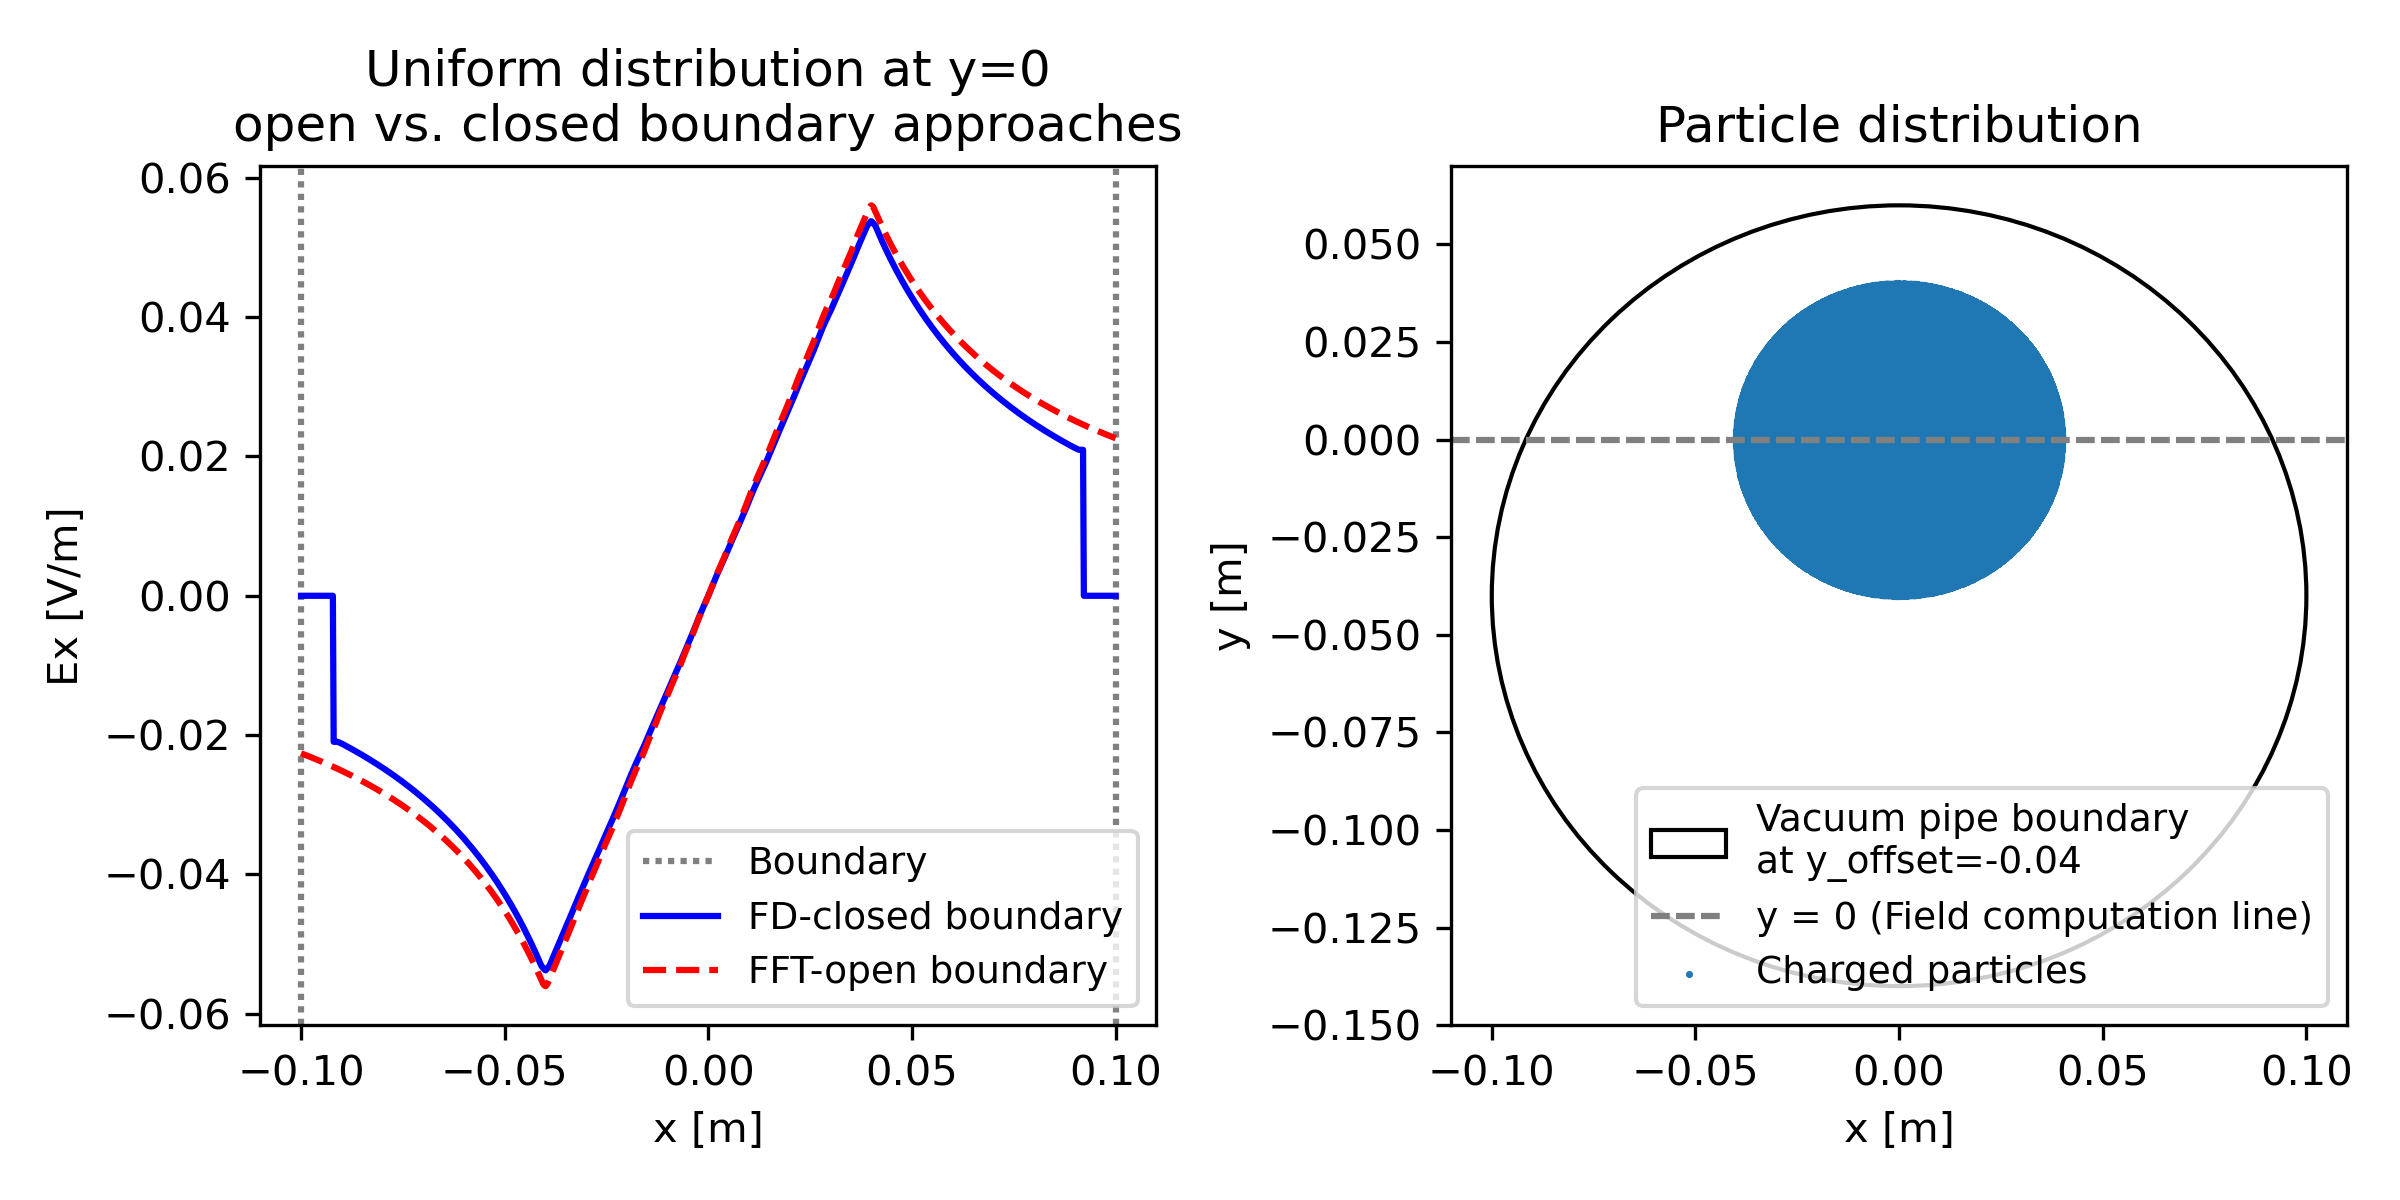 Uniform distribution at y=0
open vs. closed boundary approaches
0.06
0.04
0.02
0.00
−0.02
−0.04
−0.06
Ex [V/m]
−0.10
−0.05
0.00
0.05
0.10
x [m]
Boundary
FD-closed boundary
FFT-open boundary
Particle distribution
0.050
0.025
0.000
−0.025
−0.050
−0.075
−0.100
−0.125
−0.150
y [m]
−0.10
−0.05
0.00
0.05
0.10
x [m]
Vacuum pipe boundary
at y_offset=-0.04
y = 0 (Field computation line)
Charged particles